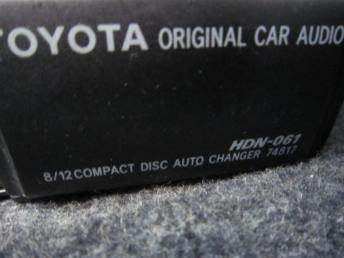 TOYOTA ORIGINAL CAR AUDIO
HDN-061
8/12 COMPACT DISC AUTO CHANGER 74817